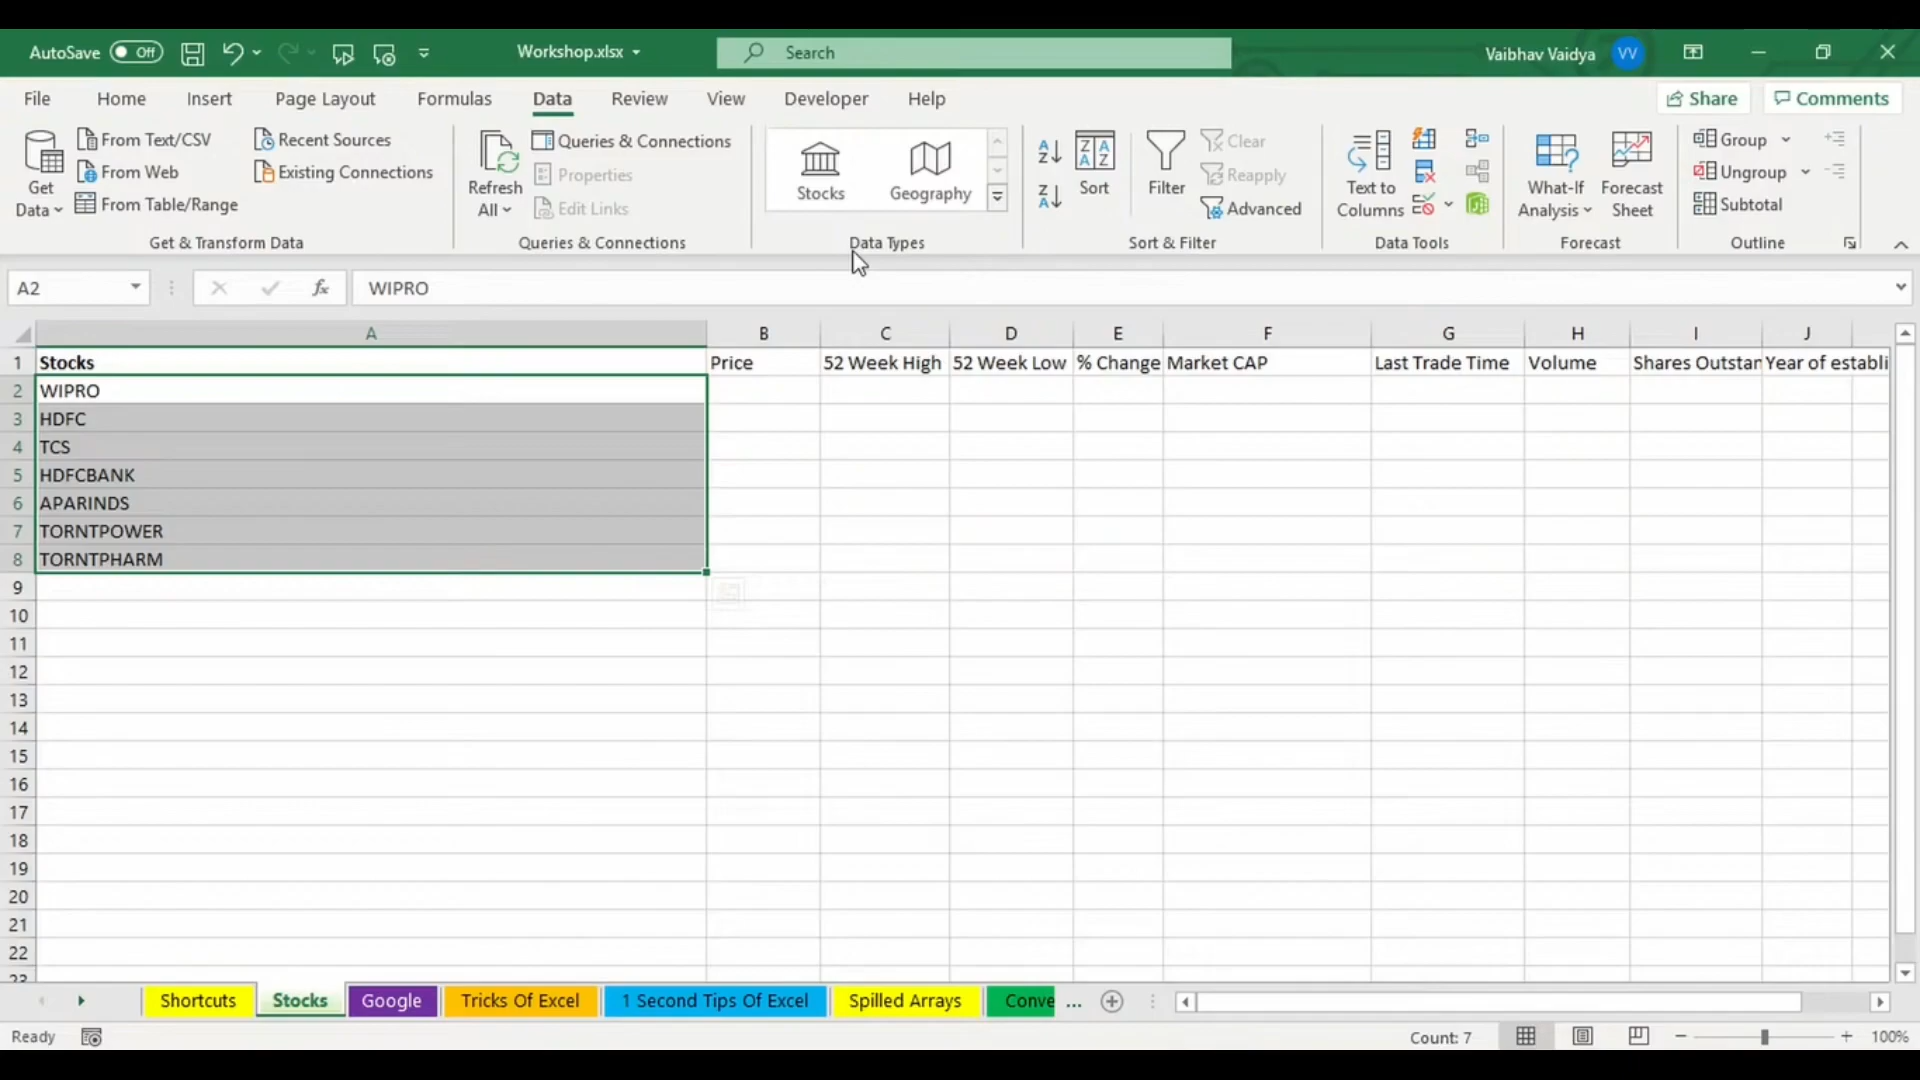 AutoSave Off Workshop.xlsx Search Vaibhav Vaidya VV
File Home Insert Page Layout Formulas Data Review View Developer Help Share Comments
Get Data
From Text/CSV
From Web
From Table/Range
Recent Sources
Existing Connections
Get & Transform Data
Refresh All
Queries & Connections
Properties
Edit Links
Queries & Connections
Stocks
Geography
Data Types
Sort
Filter
Clear
Reapply
Advanced
Sort & Filter
Text to Columns
Data Tools
What-If Analysis
Forecast Sheet
Forecast
Group
Ungroup
Subtotal
Outline
A2 fx WIPRO
A B C D E F G H I J
1 Stocks Price 52 Week High 52 Week Low % Change Market CAP Last Trade Time Volume Shares Outstan Year of establi
2 WIPRO
3 HDFC
4 TCS
5 HDFCBANK
6 APARINDS
7 TORNTPOWER
8 TORNTPHARM
9
10
11
12
13
14
15
16
17
18
19
20
21
22
23
Shortcuts Stocks Google Tricks Of Excel 1 Second Tips Of Excel Spilled Arrays Conve ...
Ready Count: 7 100%